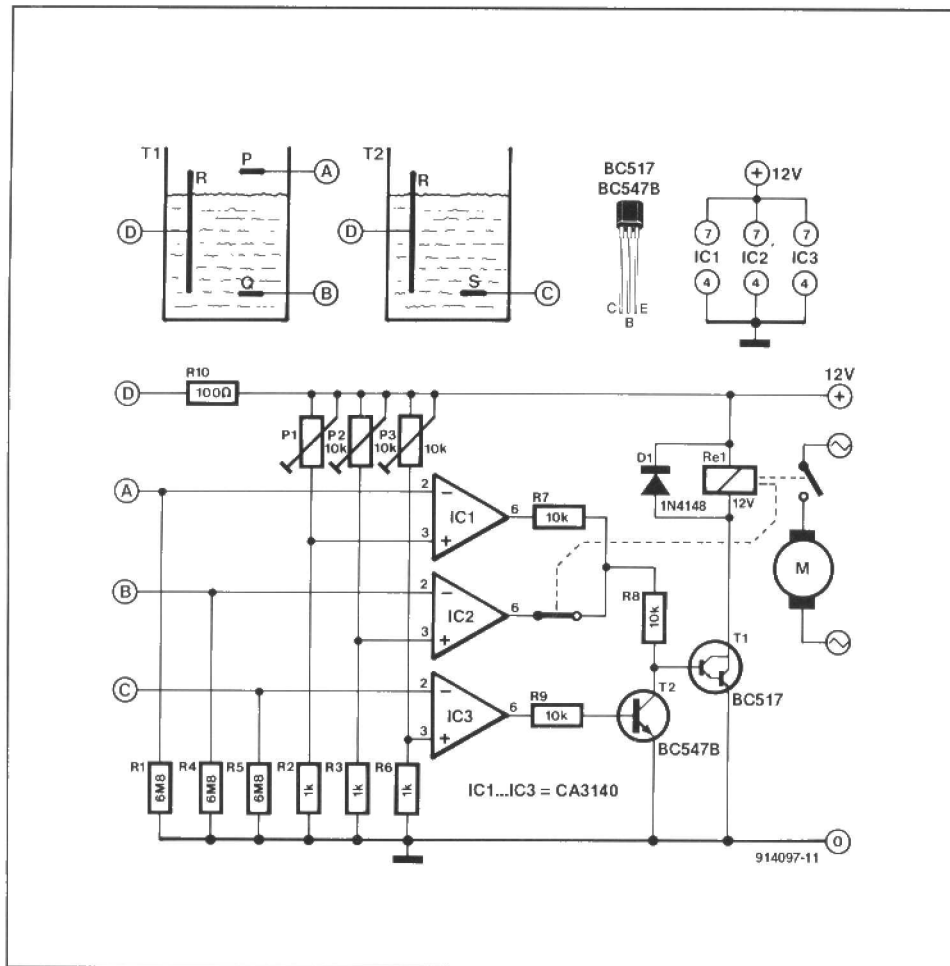 T1 P A
R
D
Q B
T2
R
D
S C
BC517
BC547B
C B E
+ 12V
7 7 7
IC1 IC2 IC3
4 4 4
D
R10
100Ω
12V
+
P1 P2 P3
10k 10k
D1
1N4148
Re1
12V
A
2 − IC1 6
3 +
R7
10k
M
B
2 − IC2 6
3 +
R8
10k
T1
BC517
C
2 − IC3 6
3 +
R9
10k
T2
BC547B
R1 R4 R5 R2 R3 R6
6M8 6M8 6M8 1k 1k 1k
IC1...IC3 = CA3140
0
914097-11